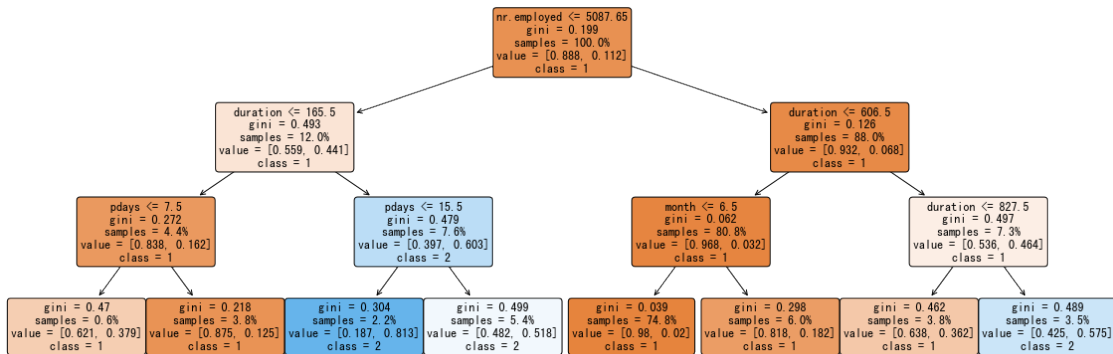 nr.employed <= 5087.65
gini = 0.199
samples = 100.0%
value = [0.888, 0.112]
class = 1
duration <= 165.5
gini = 0.493
samples = 12.0%
value = [0.559, 0.441]
class = 1
duration <= 606.5
gini = 0.126
samples = 88.0%
value = [0.932, 0.068]
class = 1
pdays <= 7.5
gini = 0.272
samples = 4.4%
value = [0.838, 0.162]
class = 1
pdays <= 15.5
gini = 0.479
samples = 7.6%
value = [0.397, 0.603]
class = 2
month <= 6.5
gini = 0.062
samples = 80.8%
value = [0.968, 0.032]
class = 1
duration <= 827.5
gini = 0.497
samples = 7.3%
value = [0.536, 0.464]
class = 1
gini = 0.47
samples = 0.6%
value = [0.621, 0.379]
class = 1
gini = 0.218
samples = 3.8%
value = [0.875, 0.125]
class = 1
gini = 0.304
samples = 2.2%
value = [0.187, 0.813]
class = 2
gini = 0.499
samples = 5.4%
value = [0.482, 0.518]
class = 2
gini = 0.039
samples = 74.8%
value = [0.98, 0.02]
class = 1
gini = 0.298
samples = 6.0%
value = [0.818, 0.182]
class = 1
gini = 0.462
samples = 3.8%
value = [0.638, 0.362]
class = 1
gini = 0.489
samples = 3.5%
value = [0.425, 0.575]
class = 2